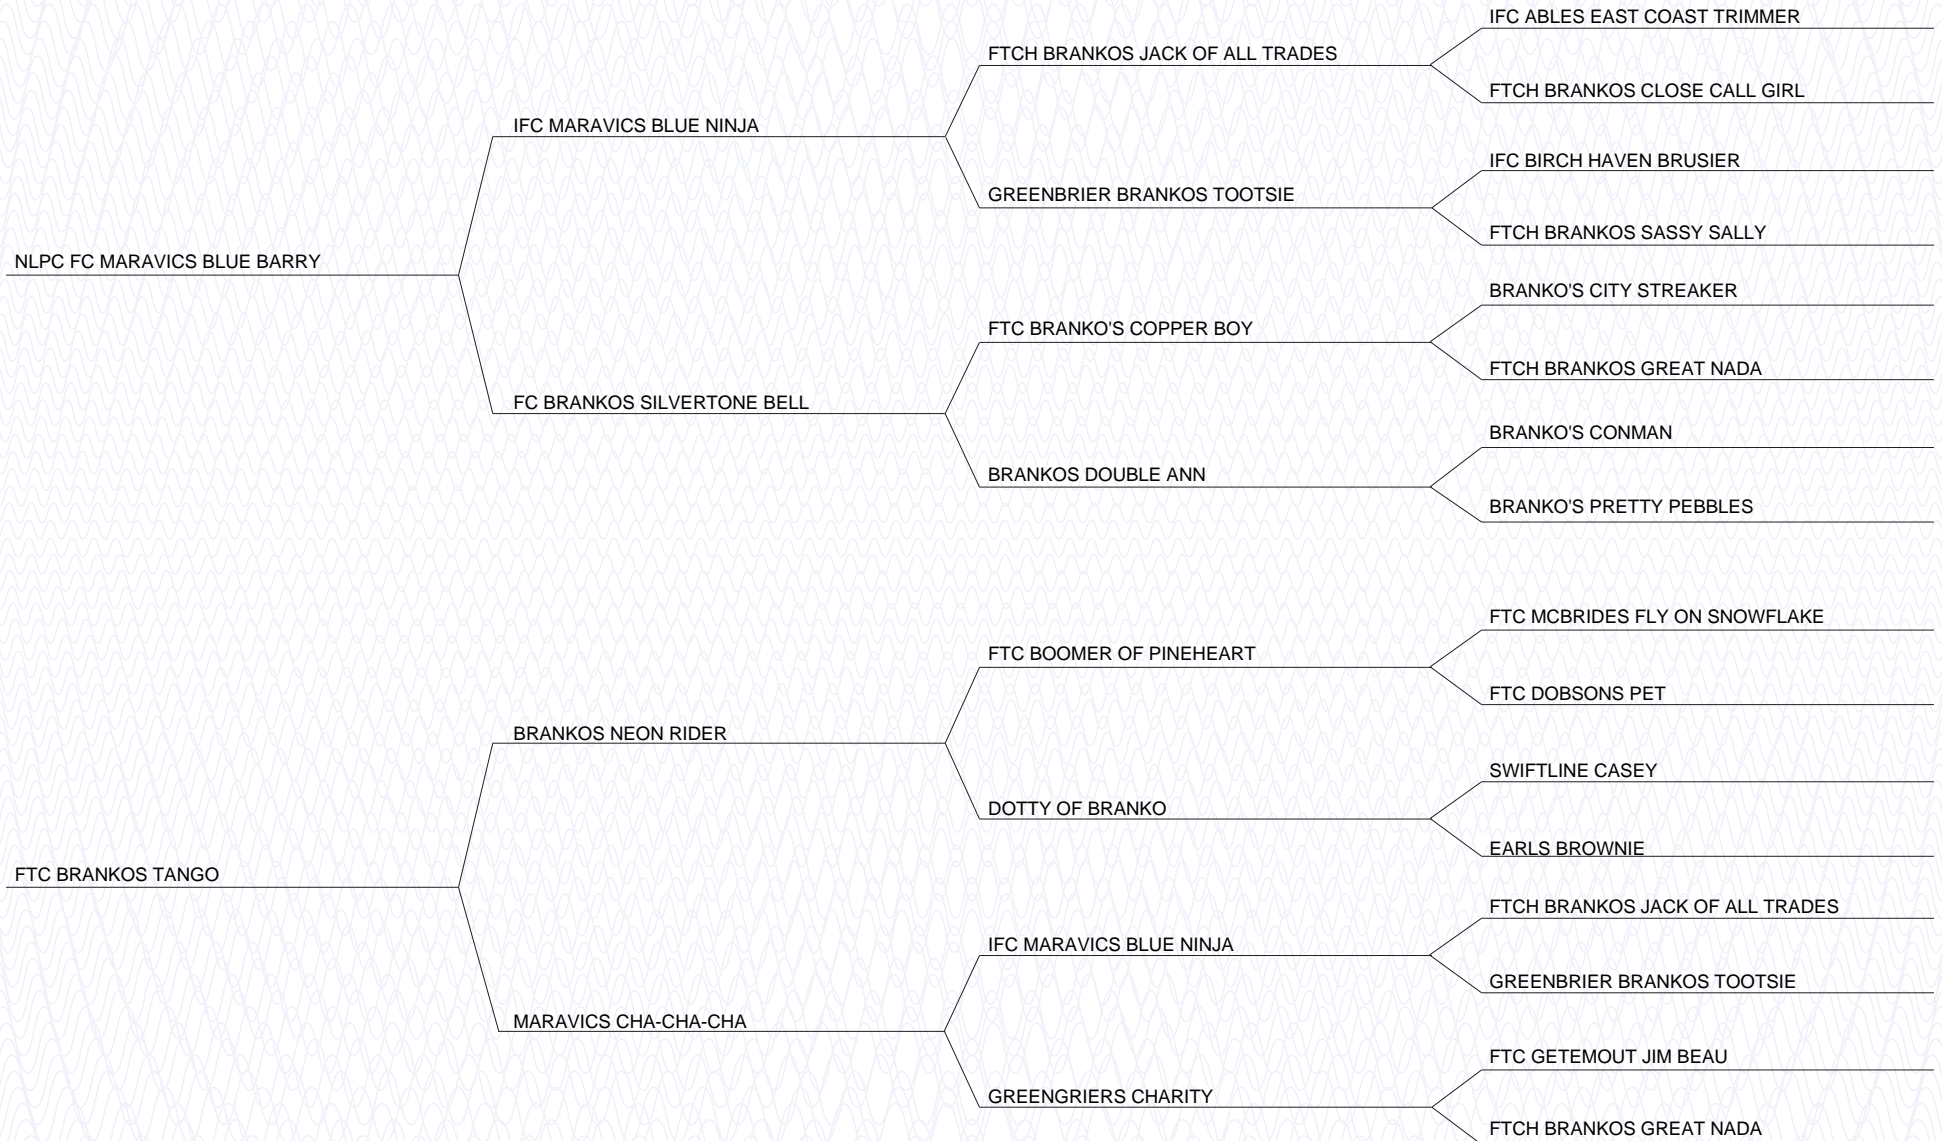 IFC ABLES EAST COAST TRIMMER
FTCH BRANKOS JACK OF ALL TRADES
FTCH BRANKOS CLOSE CALL GIRL
IFC MARAVICS BLUE NINJA
IFC BIRCH HAVEN BRUSIER
GREENBRIER BRANKOS TOOTSIE
FTCH BRANKOS SASSY SALLY
NLPC FC MARAVICS BLUE BARRY
BRANKO'S CITY STREAKER
FTC BRANKO'S COPPER BOY
FTCH BRANKOS GREAT NADA
FC BRANKOS SILVERTONE BELL
BRANKO'S CONMAN
BRANKOS DOUBLE ANN
BRANKO'S PRETTY PEBBLES
FTC MCBRIDES FLY ON SNOWFLAKE
FTC BOOMER OF PINEHEART
FTC DOBSONS PET
BRANKOS NEON RIDER
SWIFTLINE CASEY
DOTTY OF BRANKO
EARLS BROWNIE
FTC BRANKOS TANGO
FTCH BRANKOS JACK OF ALL TRADES
IFC MARAVICS BLUE NINJA
GREENBRIER BRANKOS TOOTSIE
MARAVICS CHA-CHA-CHA
FTC GETEMOUT JIM BEAU
GREENGRIERS CHARITY
FTCH BRANKOS GREAT NADA